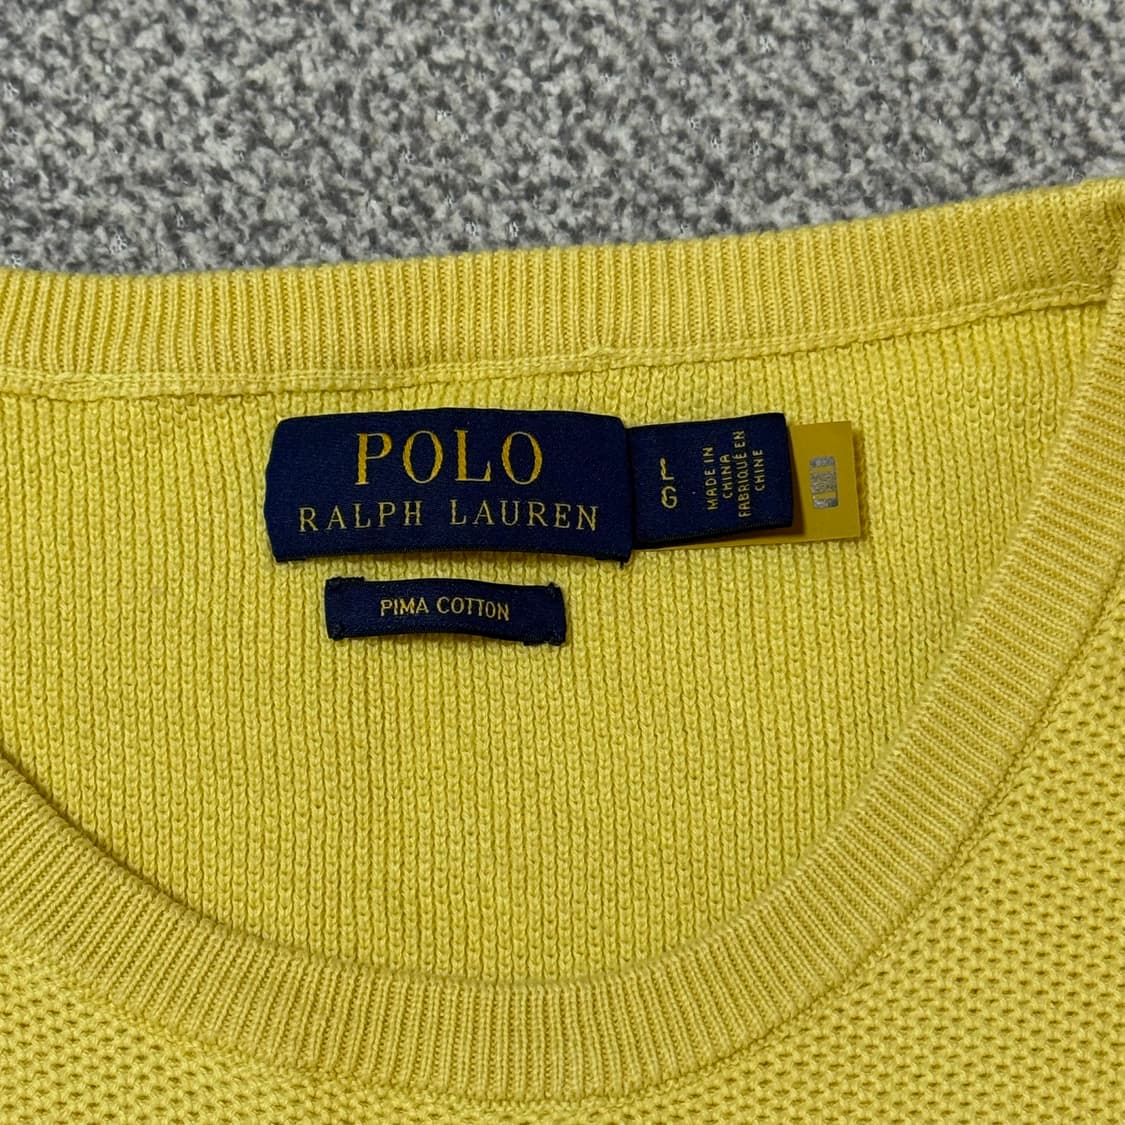 POLO
RALPH LAUREN
L
G
MADE IN
CHINA
FABRIQUÉ EN
CHINE
PIMA COTTON